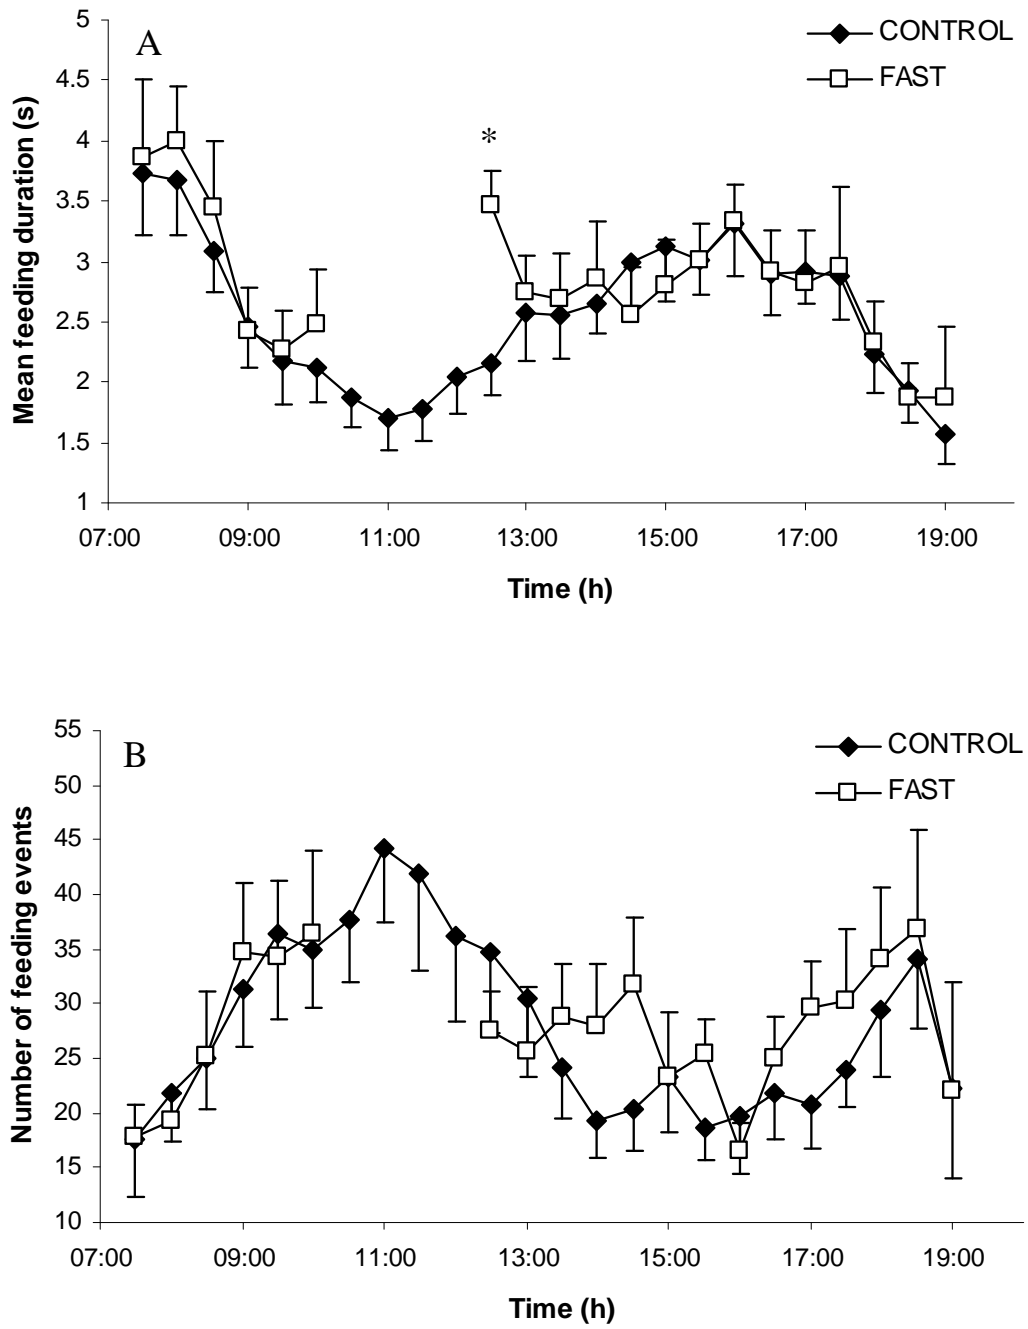 5
A
CONTROL
4.5
FAST
4
*
3.5
3
2.5
2
1.5
1
Mean feeding duration (s)
07:00 09:00 11:00 13:00 15:00 17:00 19:00
Time (h)
55
B
CONTROL
50
FAST
45
40
35
30
25
20
15
10
Number of feeding events
07:00 09:00 11:00 13:00 15:00 17:00 19:00
Time (h)